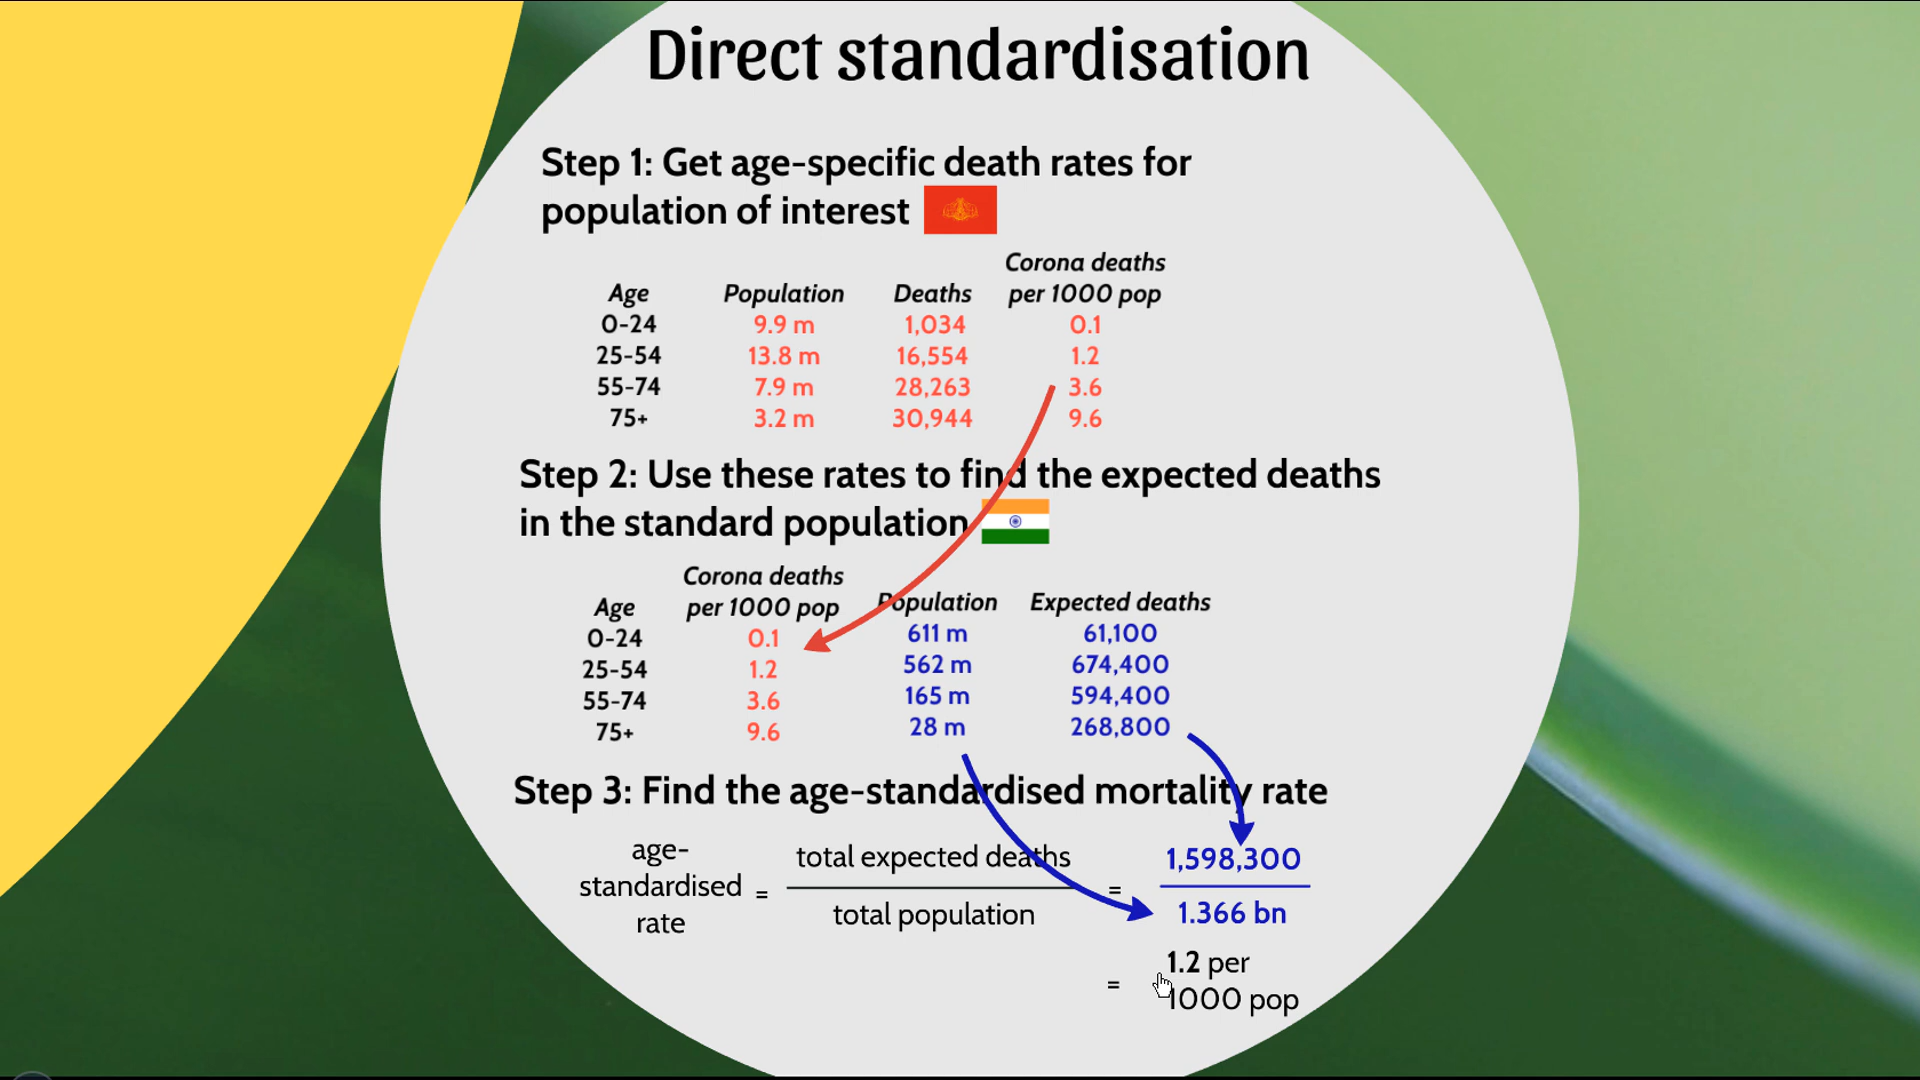 Direct standardisation
Step 1: Get age-specific death rates for
population of interest
Corona deaths
Age Population Deaths per 1000 pop
0-24 9.9 m 1,034 0.1
25-54 13.8 m 16,554 1.2
55-74 7.9 m 28,263 3.6
75+ 3.2 m 30,944 9.6
Step 2: Use these rates to find the expected deaths
in the standard population
Corona deaths
Age per 1000 pop Population Expected deaths
0-24 0.1 611 m 61,100
25-54 1.2 562 m 674,400
55-74 3.6 165 m 594,400
75+ 9.6 28 m 268,800
Step 3: Find the age-standardised mortality rate
age-
standardised
rate
=
total expected deaths
total population
=
1,598,300
1.366 bn
=
1.2 per
1000 pop